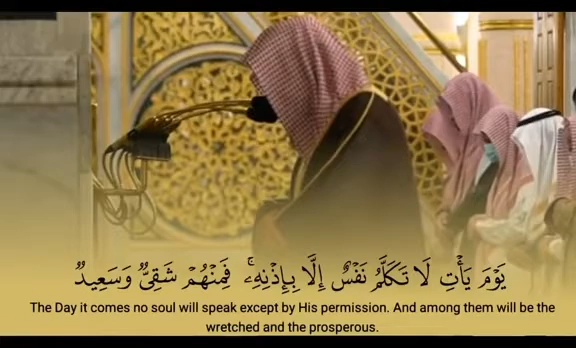 يَوْمَ يَأْتِ لَا تَكَلَّمُ نَفْسٌ إِلَّا بِإِذْنِهِۦۚ فَمِنْهُمْ شَقِىٌّۭ وَسَعِيدٌۭ
The Day it comes no soul will speak except by His permission. And among them will be the
wretched and the prosperous.